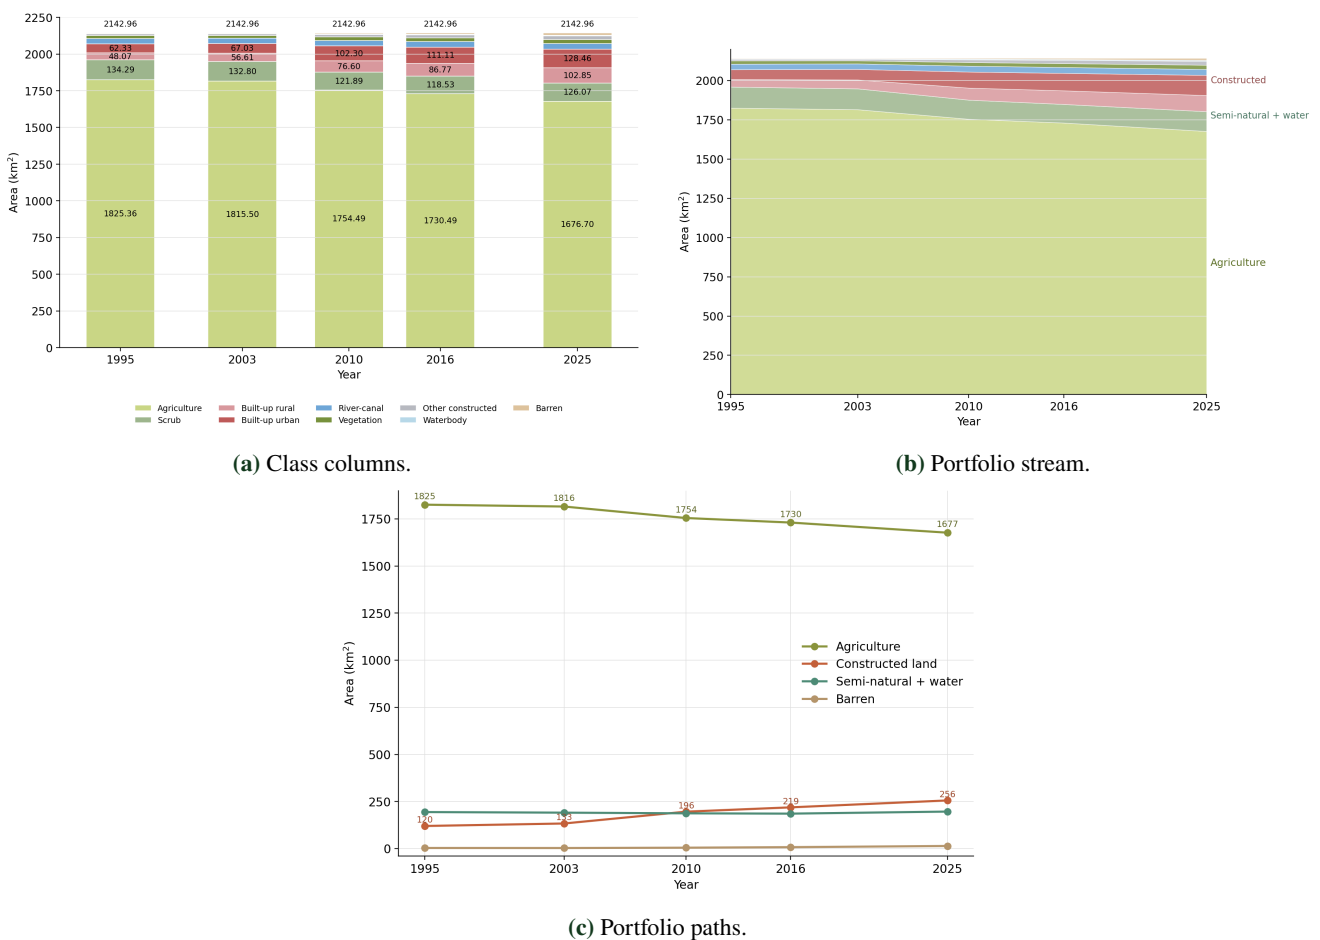 2250
2000
1750
1500
1250
1000
750
500
250
0
Area (km²)
2142.96 2142.96 2142.96 2142.96 2142.96
62.33 67.03 102.30 111.11 128.46
48.07 56.61 76.60 86.77 102.85
134.29 132.80 121.89 118.53 126.07
1825.36 1815.50 1754.49 1730.49 1676.70
1995 2003 2010 2016 2025
Year
Agriculture Built-up rural River-canal Other constructed Barren
Scrub Built-up urban Vegetation Waterbody
(a) Class columns.
2000
1750
1500
1250
1000
750
500
250
0
Area (km²)
Constructed
Semi-natural + water
Agriculture
1995 2003 2010 2016 2025
Year
(b) Portfolio stream.
1750
1500
1250
1000
750
500
250
0
Area (km²)
1825 1816 1754 1730 1677
Agriculture
Constructed land
Semi-natural + water
Barren
120 133 196 219 256
1995 2003 2010 2016 2025
Year
(c) Portfolio paths.